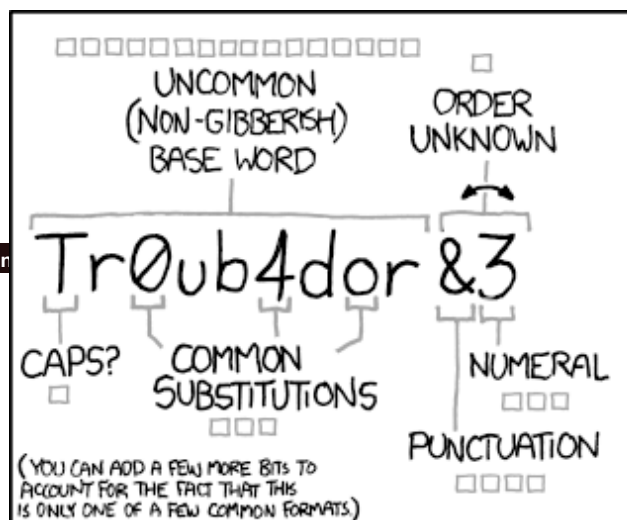 UNCOMMON
(NON-GIBBERISH)
BASE WORD
ORDER
UNKNOWN
Tr0ub4dor &3
CAPS?
COMMON
SUBSTITUTIONS
NUMERAL
PUNCTUATION
(YOU CAN ADD A FEW MORE BITS TO
ACCOUNT FOR THE FACT THAT THIS
IS ONLY ONE OF A FEW COMMON FORMATS.)